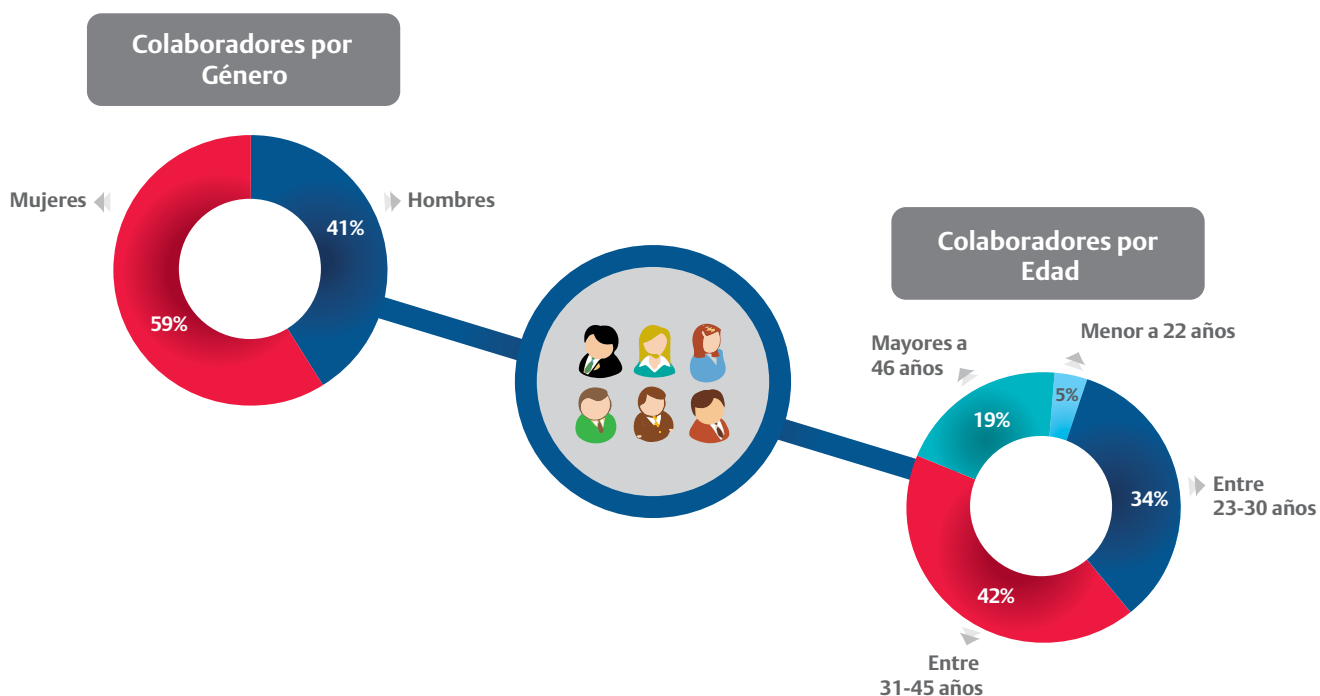 Colaboradores por
Género
Mujeres
Hombres
41%
59%
Colaboradores por
Edad
Mayores a
46 años
Menor a 22 años
5%
19%
34%
Entre
23-30 años
42%
Entre
31-45 años